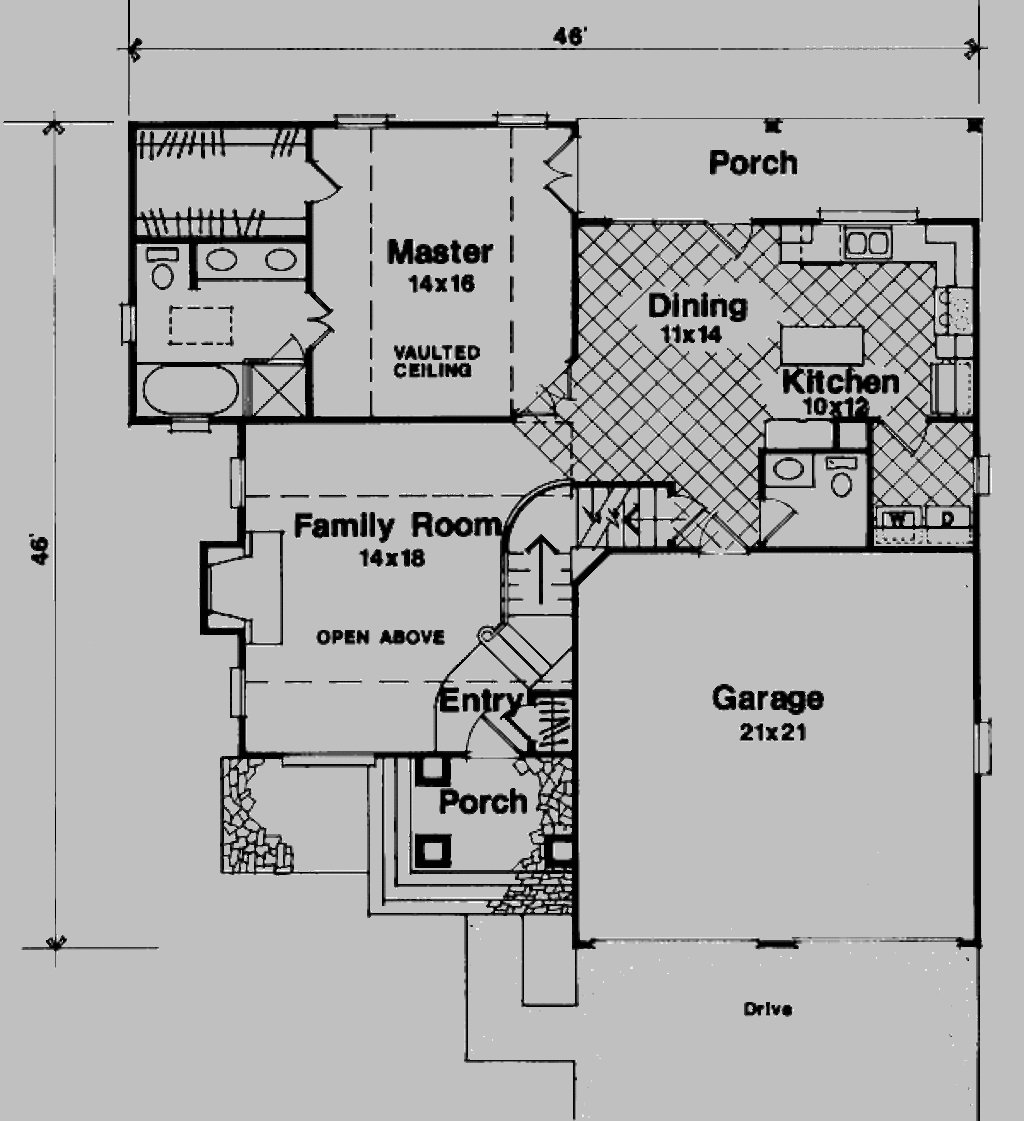 46'
Porch
Master
14x16
VAULTED
CEILING
Dining
11x14
Kitchen
10x12
W D
46'
Family Room
14x18
OPEN ABOVE
Entry
Garage
21x21
Porch
Drive